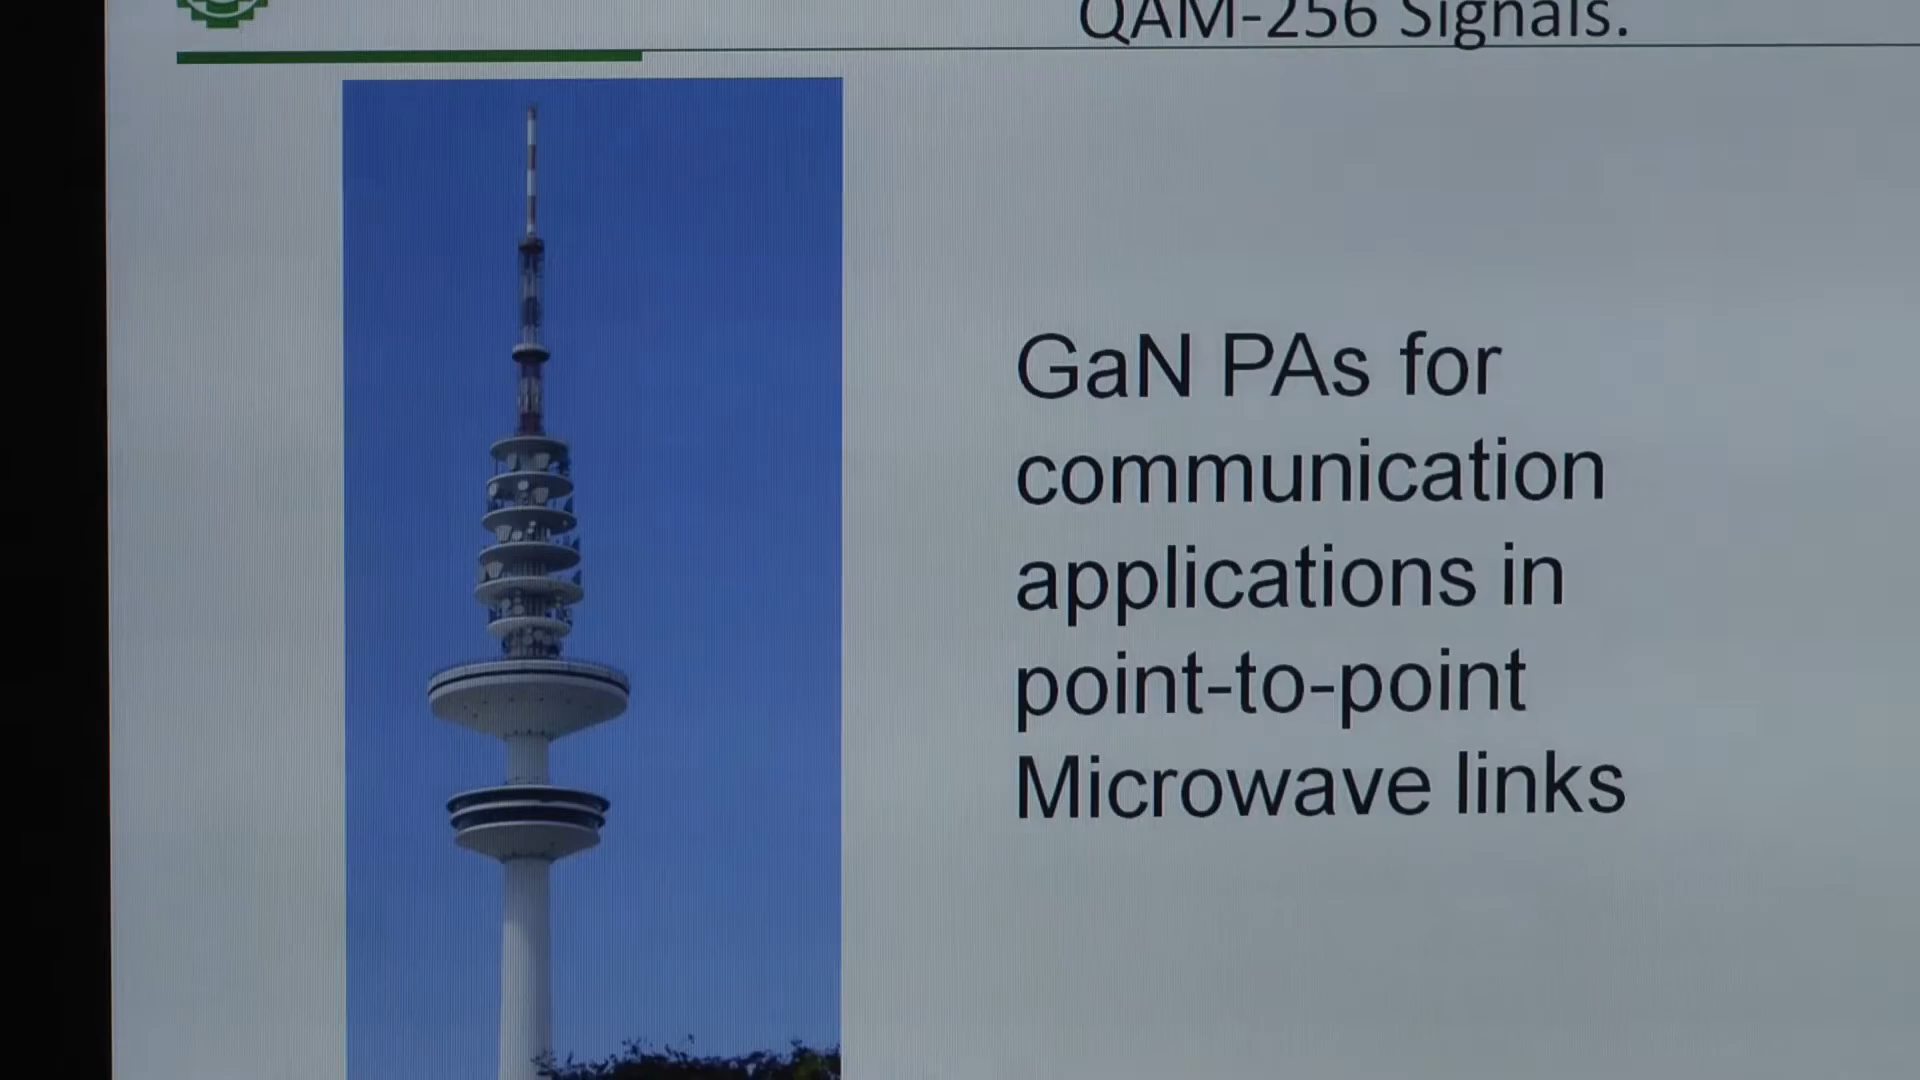 QAM-256 Signals.
GaN PAs for
communication
applications in
point-to-point
Microwave links